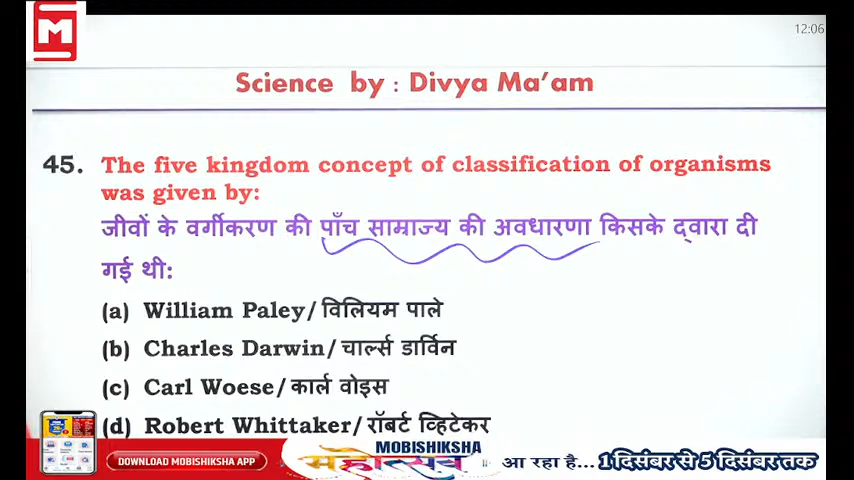 M
12:06
Science by : Divya Ma'am
45. The five kingdom concept of classification of organisms
was given by:
जीवों के वर्गीकरण की पाँच साम्राज्य की अवधारणा किसके द्वारा दी
गई थी:
(a) William Paley/विलियम पाले
(b) Charles Darwin/चार्ल्स डार्विन
(c) Carl Woese/कार्ल वोइस
(d) Robert Whittaker/रॉबर्ट व्हिटेकर
DOWNLOAD MOBISHIKSHA APP
MOBISHIKSHA
महोत्सव
आ रहा है... 1 दिसंबर से 5 दिसंबर तक